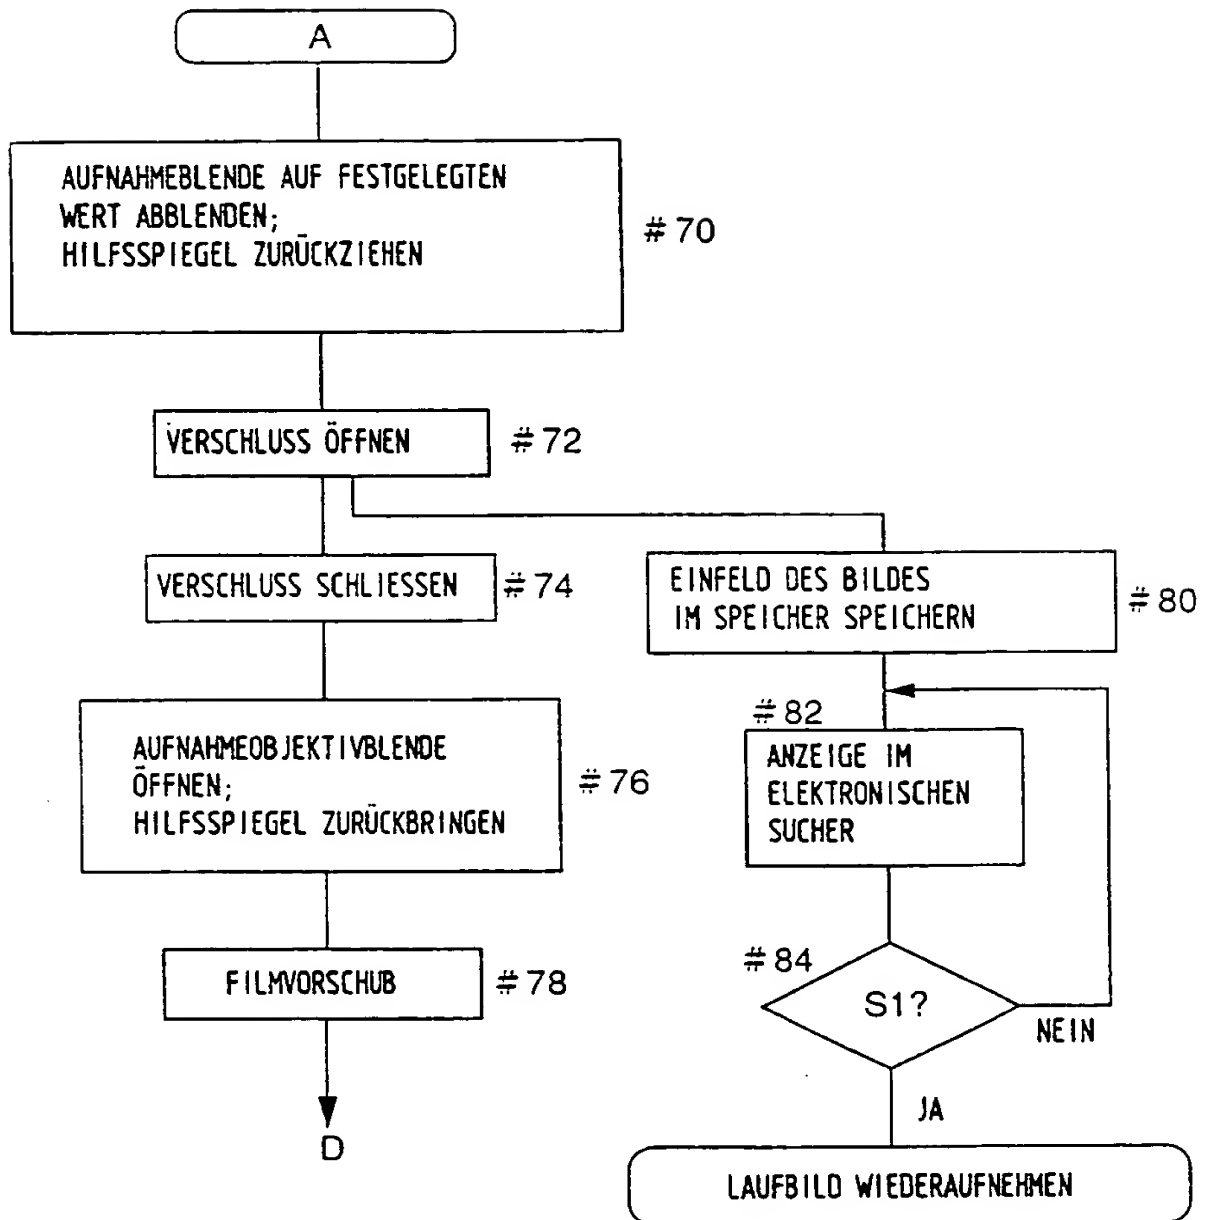 A
AUFNAHMEBLENDE AUF FESTGELEGTEN
WERT ABBLENDEN;
HILFSSPIEGEL ZURÜCKZIEHEN
#70
VERSCHLUSS ÖFFNEN
#72
VERSCHLUSS SCHLIESSEN
#74
AUFNAHMEOBJEKTIVBLENDE
ÖFFNEN;
HILFSSPIEGEL ZURÜCKBRINGEN
#76
FILMVORSCHUB
#78
D
EINFELD DES BILDES
IM SPEICHER SPEICHERN
#80
#82
ANZEIGE IM
ELEKTRONISCHEN
SUCHER
#84
S1?
NEIN
JA
LAUFBILD WIEDERAUFNEHMEN